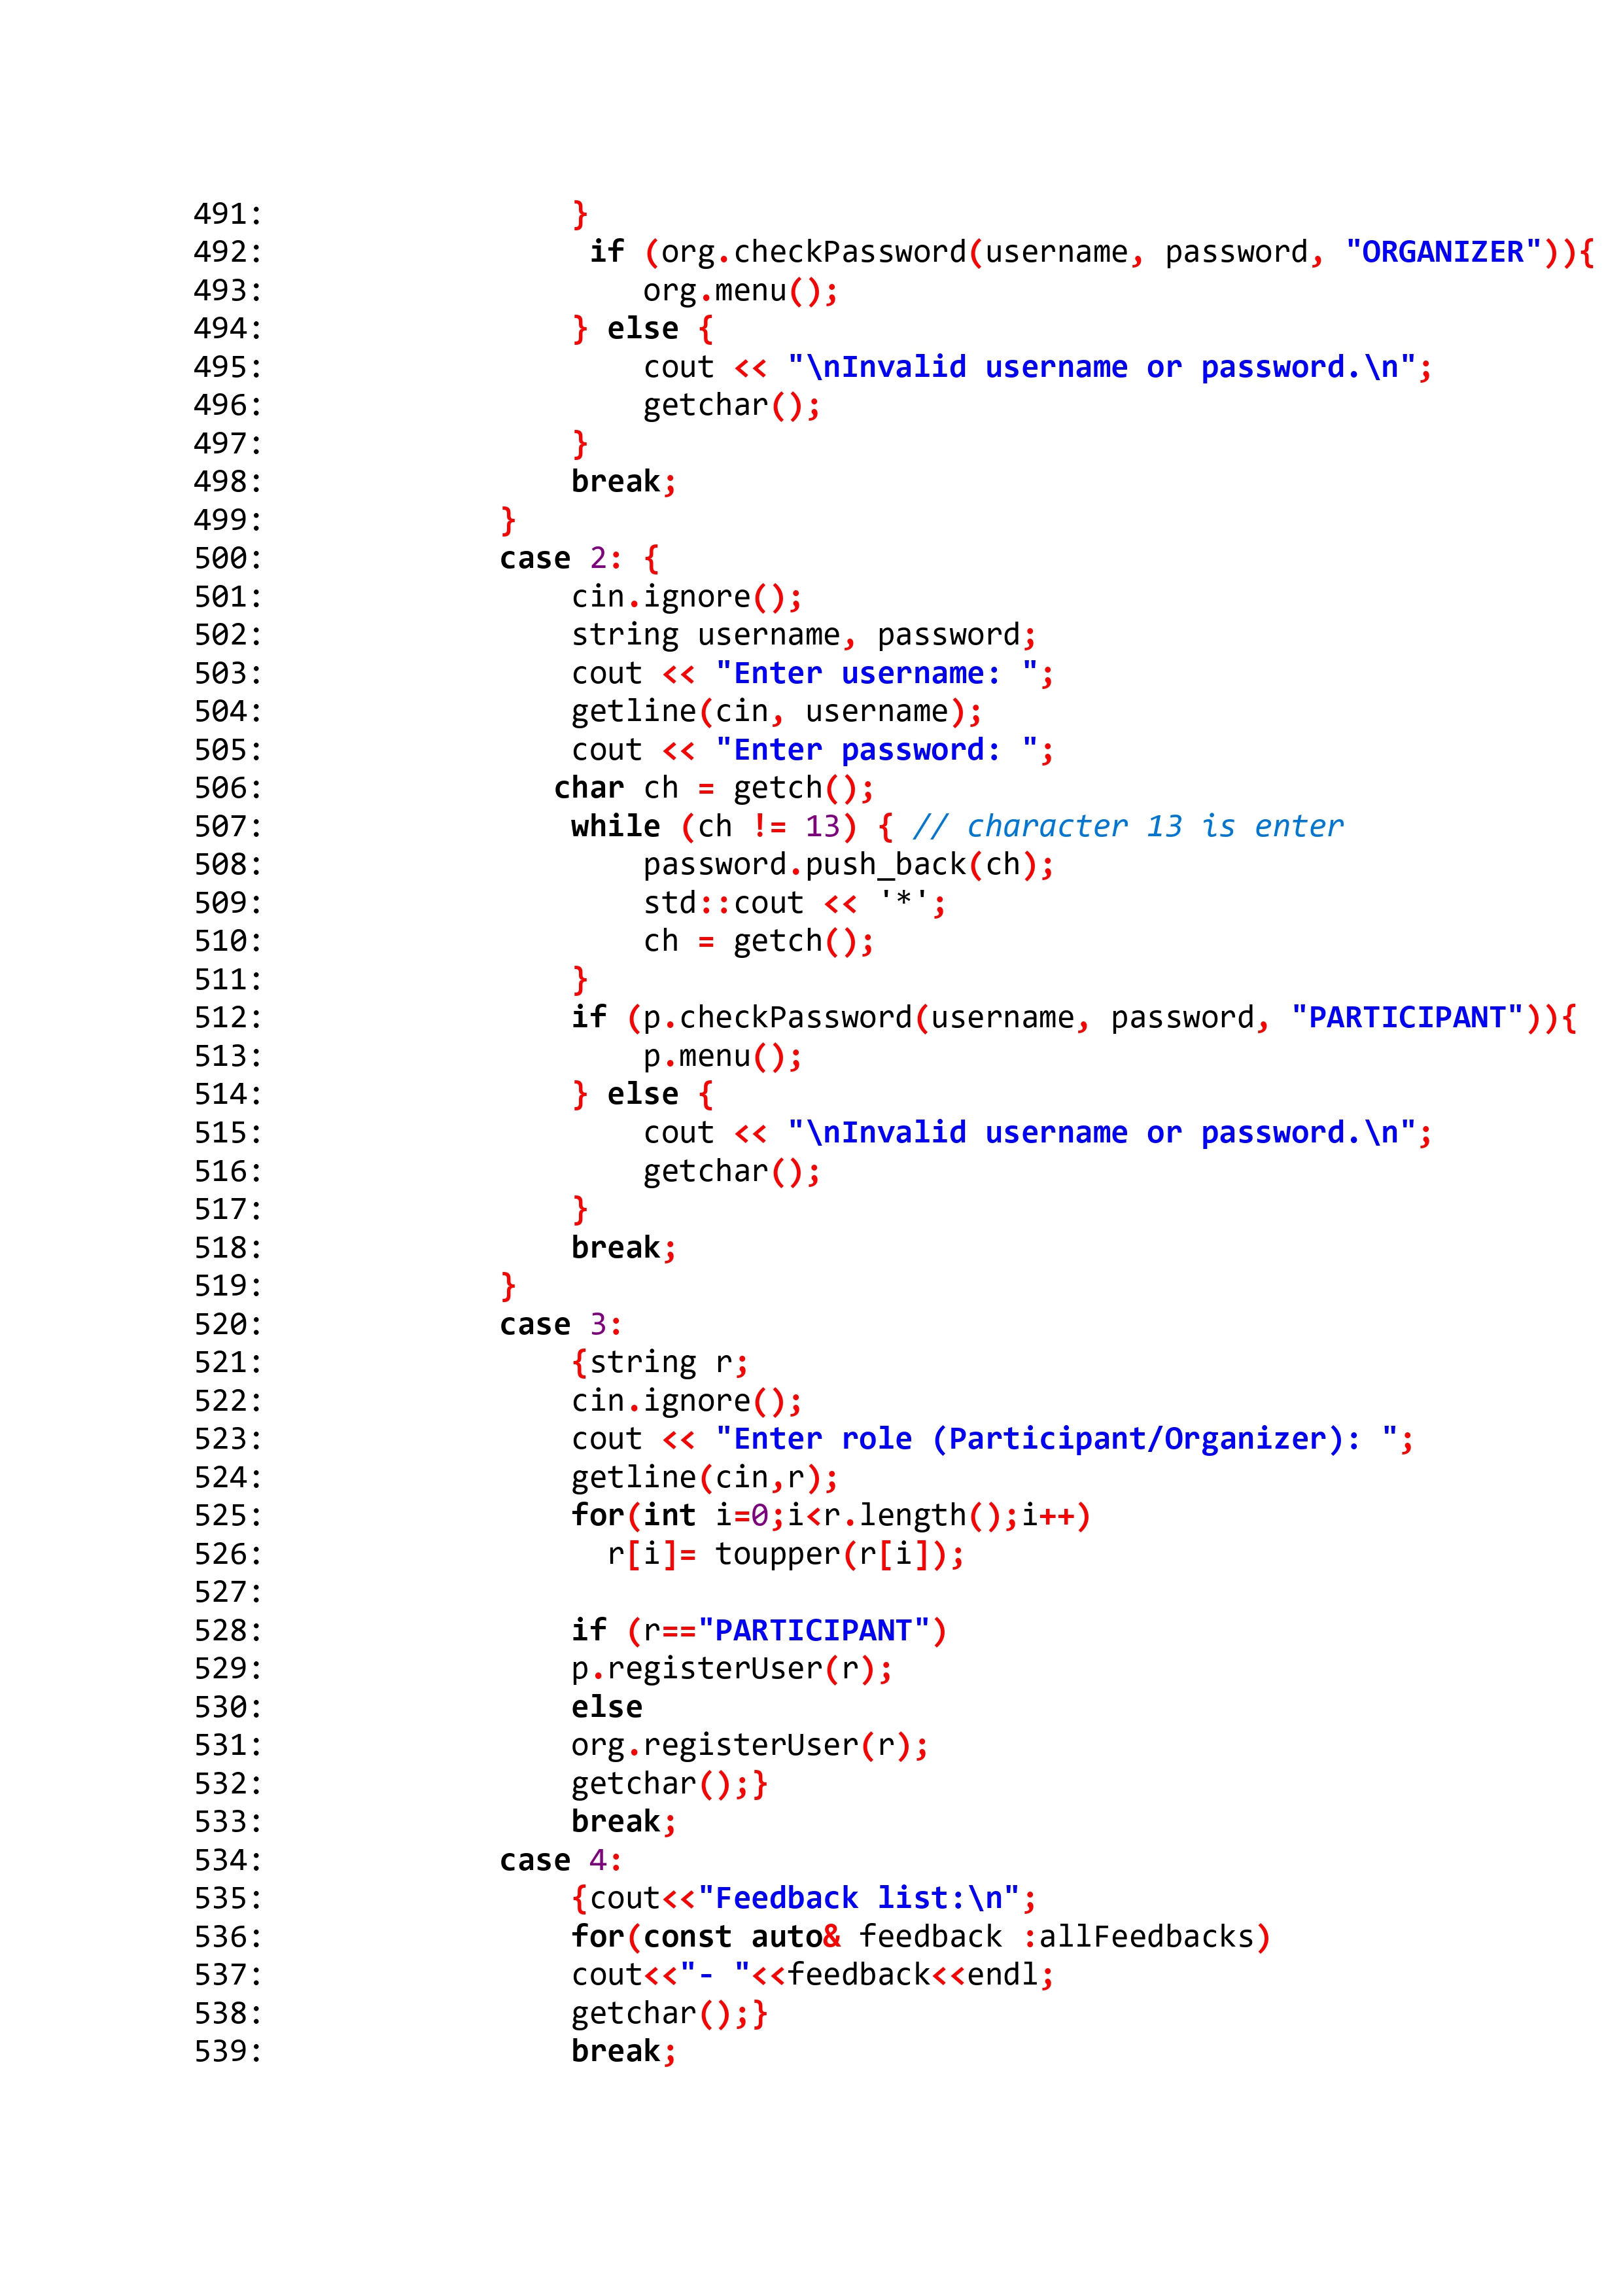 491:                 }
492:                  if (org.checkPassword(username, password, "ORGANIZER")){
493:                     org.menu();
494:                 } else {
495:                     cout << "\nInvalid username or password.\n";
496:                     getchar();
497:                 }
498:                 break;
499:             }
500:             case 2: {
501:                 cin.ignore();
502:                 string username, password;
503:                 cout << "Enter username: ";
504:                 getline(cin, username);
505:                 cout << "Enter password: ";
506:                char ch = getch();
507:                 while (ch != 13) { // character 13 is enter
508:                     password.push_back(ch);
509:                     std::cout << '*';
510:                     ch = getch();
511:                 }
512:                 if (p.checkPassword(username, password, "PARTICIPANT")){
513:                     p.menu();
514:                 } else {
515:                     cout << "\nInvalid username or password.\n";
516:                     getchar();
517:                 }
518:                 break;
519:             }
520:             case 3:
521:                 {string r;
522:                 cin.ignore();
523:                 cout << "Enter role (Participant/Organizer): ";
524:                 getline(cin,r);
525:                 for(int i=0;i<r.length();i++)
526:                   r[i]= toupper(r[i]);
527:
528:                 if (r=="PARTICIPANT")
529:                 p.registerUser(r);
530:                 else
531:                 org.registerUser(r);
532:                 getchar();}
533:                 break;
534:             case 4:
535:                 {cout<<"Feedback list:\n";
536:                 for(const auto& feedback :allFeedbacks)
537:                 cout<<"- "<<feedback<<endl;
538:                 getchar();}
539:                 break;